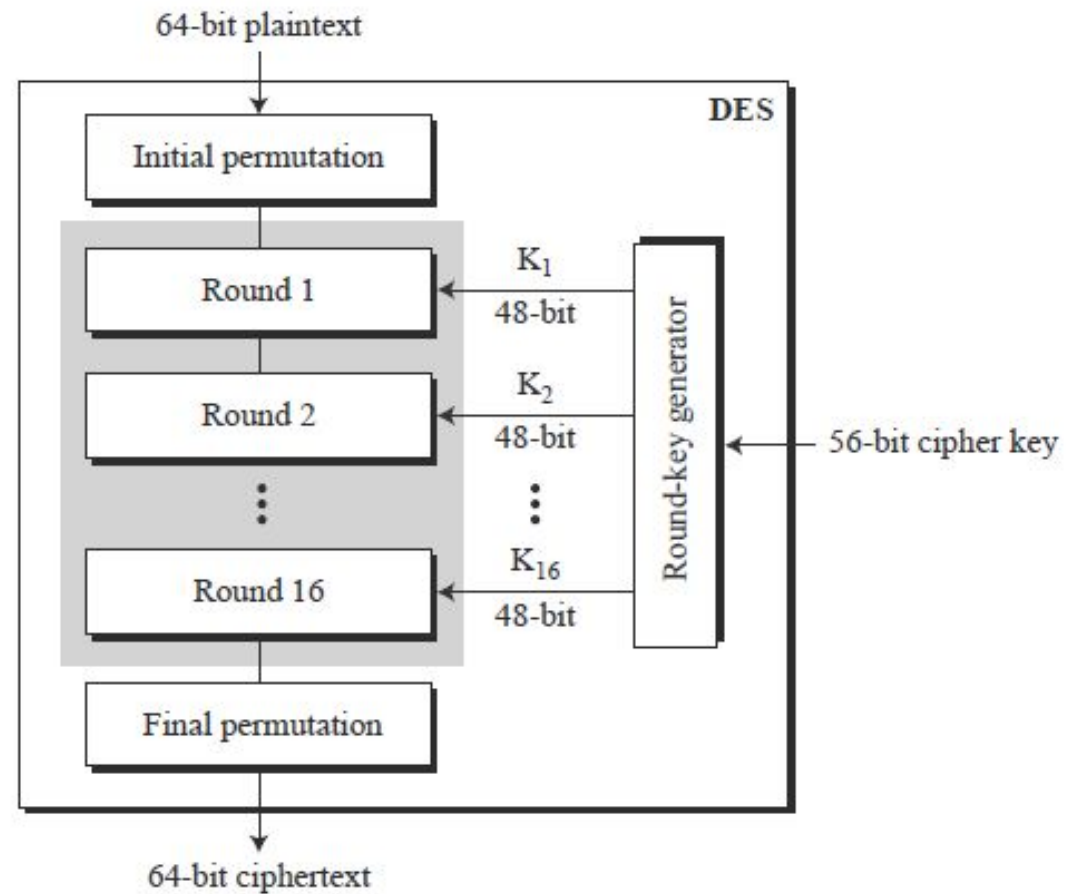 64-bit plaintext
DES
Initial permutation
Round 1
K₁
48-bit
Round 2
K₂
48-bit
Round-key generator
56-bit cipher key
Round 16
K₁₆
48-bit
Final permutation
64-bit ciphertext